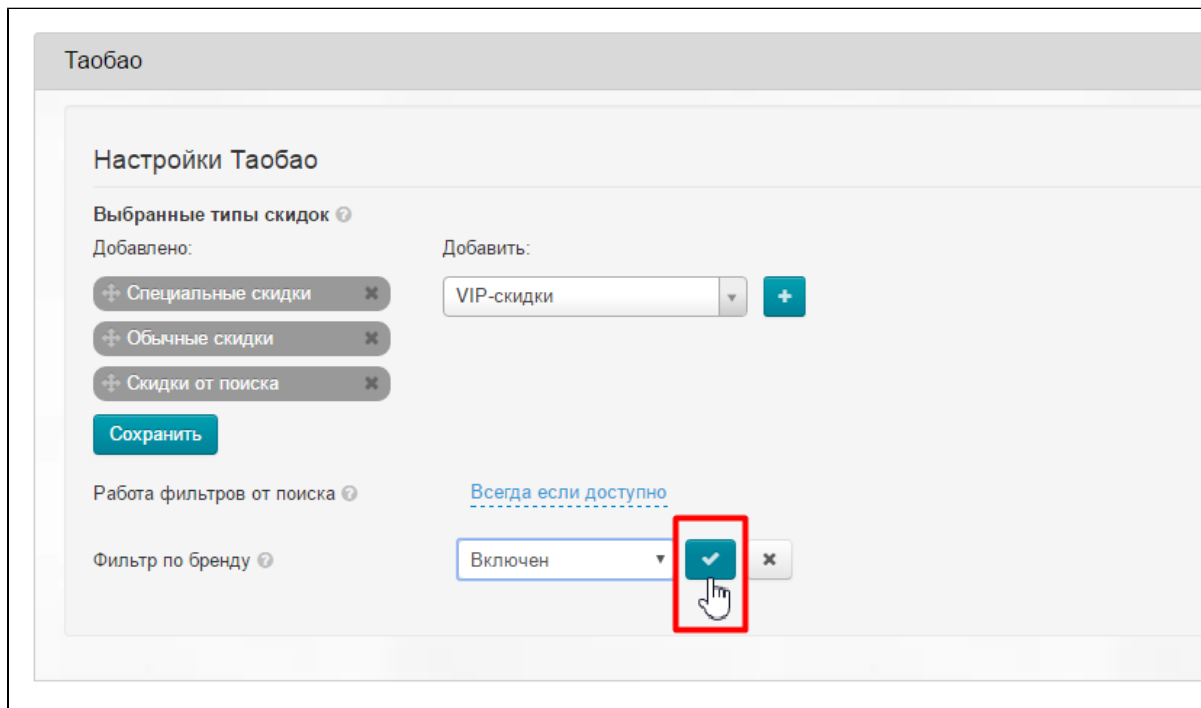 Таобао
Настройки Таобао
Выбранные типы скидок
Добавлено: Добавить:
Специальные скидки VIP-скидки
Обычные скидки
Скидки от поиска
Сохранить
Работа фильтров от поиска Всегда если доступно
Фильтр по бренду Включен